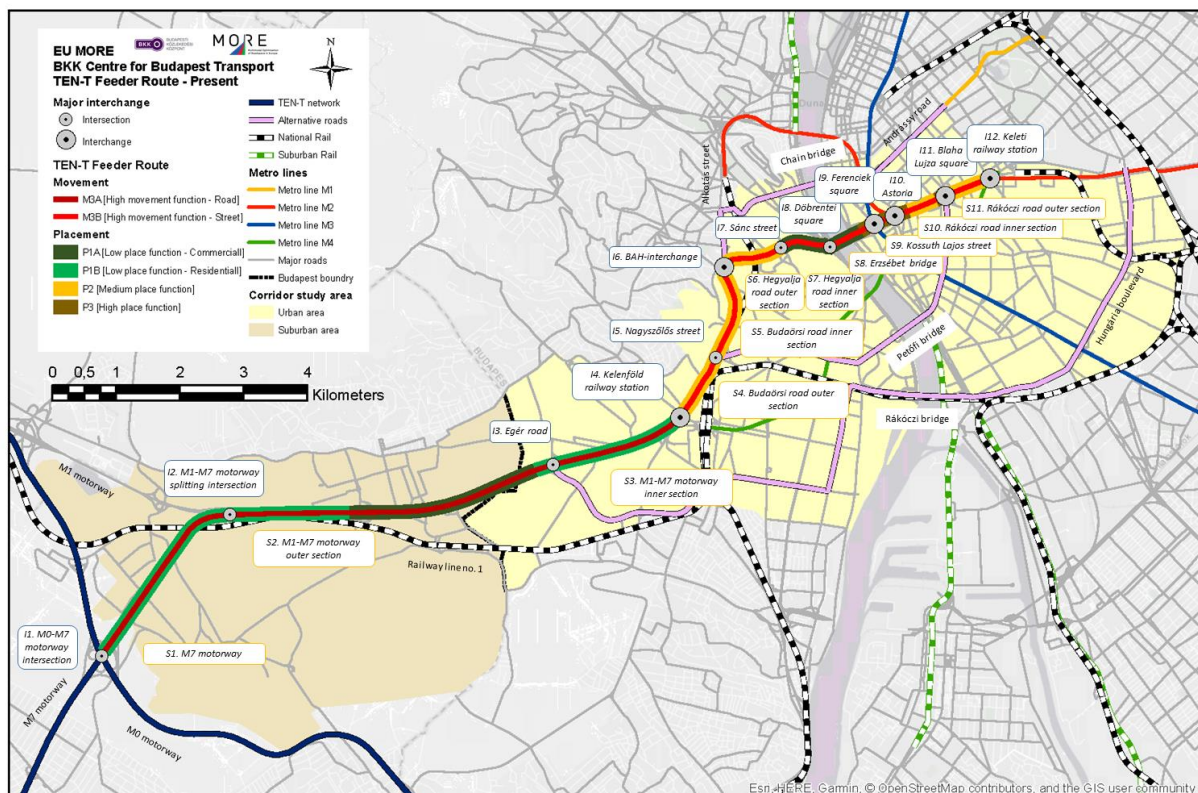 EU MORE
BKK BUDAPESTI KÖZLEKEDÉSI KÖZPONT
MORE
BKK Centre for Budapest Transport
TEN-T Feeder Route - Present
N
Major interchange
Intersection
Interchange
TEN-T Feeder Route
Movement
M3A [High movement function - Road]
M3B [High movement function - Street]
Placement
P1A [Low place function - Commerciall]
P1B [Low place function - Residentiall]
P2 [Medium place function]
P3 [High place function]
TEN-T network
Alternative roads
National Rail
Suburban Rail
Metro lines
Metro line M1
Metro line M2
Metro line M3
Metro line M4
Major roads
Budapest boundry
Corridor study area
Urban area
Suburban area
0 0,5 1 2 3 4
Kilometers
Duna
Andrássy road
Chain bridge
Alkotás street
I12. Keleti
railway station
I11. Blaha
Lujza square
I10.
Astoria
I9. Ferenciek
square
I8. Döbrentei
square
I7. Sánc street
I6. BAH-interchange
S11. Rákóczi road outer section
S10. Rákóczi road inner section
S9. Kossuth Lajos street
S8. Erzsébet bridge
S7. Hegyalja
road inner
section
S6. Hegyalja
road outer
section
I5. Nagyszőlős street
S5. Budaörsi road inner
section
Petőfi bridge
Hungária boulevard
BUDAPEST
I4. Kelenföld
railway station
S4. Budaörsi road outer
section
Rákóczi bridge
I3. Egér road
S3. M1-M7 motorway
inner section
M1 motorway
I2. M1-M7 motorway
splitting intersection
S2. M1-M7 motorway
outer section
Railway line no. 1
I1. M0-M7
motorway
intersection
S1. M7 motorway
M7 motorway
M0 motorway
Esri, HERE, Garmin, © OpenStreetMap contributors, and the GIS user community